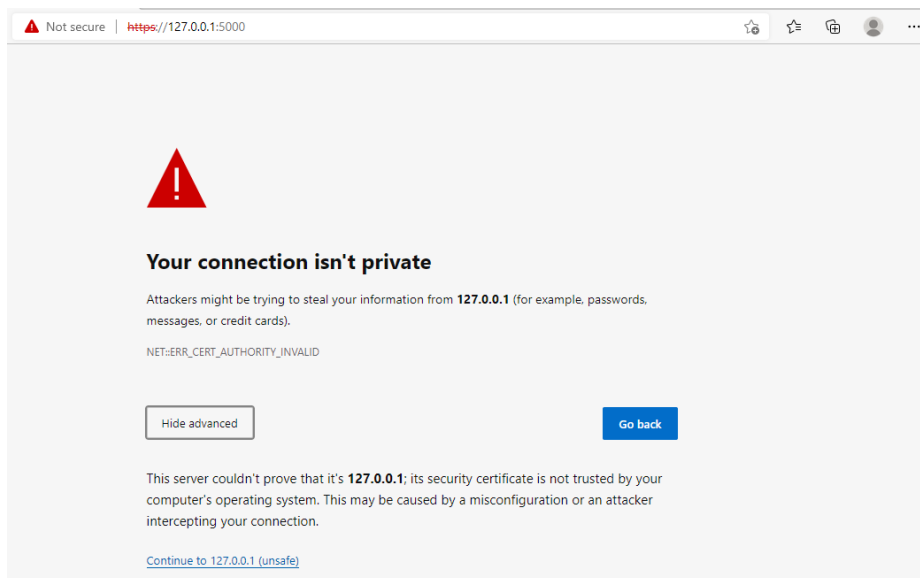 Not secure | https://127.0.0.1:5000
Your connection isn't private
Attackers might be trying to steal your information from 127.0.0.1 (for example, passwords,
messages, or credit cards).
NET::ERR_CERT_AUTHORITY_INVALID
Hide advanced
Go back
This server couldn't prove that it's 127.0.0.1; its security certificate is not trusted by your
computer's operating system. This may be caused by a misconfiguration or an attacker
intercepting your connection.
Continue to 127.0.0.1 (unsafe)